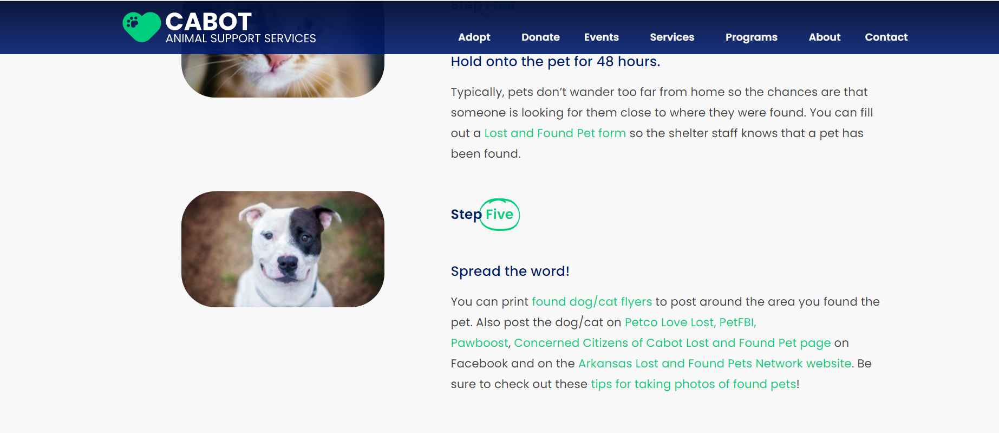 Step Four
CABOT
ANIMAL SUPPORT SERVICES
Adopt Donate Events Services Programs About Contact
Hold onto the pet for 48 hours.
Typically, pets don’t wander too far from home so the chances are that
someone is looking for them close to where they were found. You can fill
out a Lost and Found Pet form so the shelter staff knows that a pet has
been found.
Step Five
Spread the word!
You can print found dog/cat flyers to post around the area you found the
pet. Also post the dog/cat on Petco Love Lost, PetFBI,
Pawboost, Concerned Citizens of Cabot Lost and Found Pet page on
Facebook and on the Arkansas Lost and Found Pets Network website. Be
sure to check out these tips for taking photos of found pets!